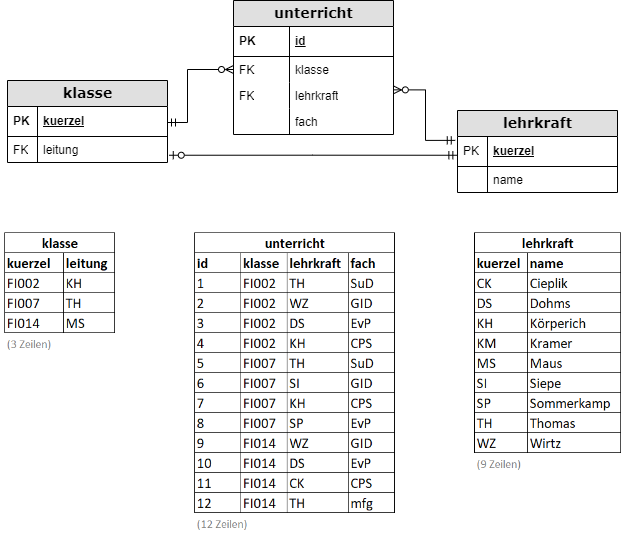 unterricht
PK id
FK klasse
FK lehrkraft
fach
klasse
PK kuerzel
FK leitung
lehrkraft
PK kuerzel
name
klasse
kuerzel leitung
FI002 KH
FI007 TH
FI014 MS
(3 Zeilen)
unterricht
id klasse lehrkraft fach
1 FI002 TH SuD
2 FI002 WZ GID
3 FI002 DS EvP
4 FI002 KH CPS
5 FI007 TH SuD
6 FI007 SI GID
7 FI007 KH CPS
8 FI007 SP EvP
9 FI014 WZ GID
10 FI014 DS EvP
11 FI014 CK CPS
12 FI014 TH mfg
(12 Zeilen)
lehrkraft
kuerzel name
CK Cieplik
DS Dohms
KH Körperich
KM Kramer
MS Maus
SI Siepe
SP Sommerkamp
TH Thomas
WZ Wirtz
(9 Zeilen)